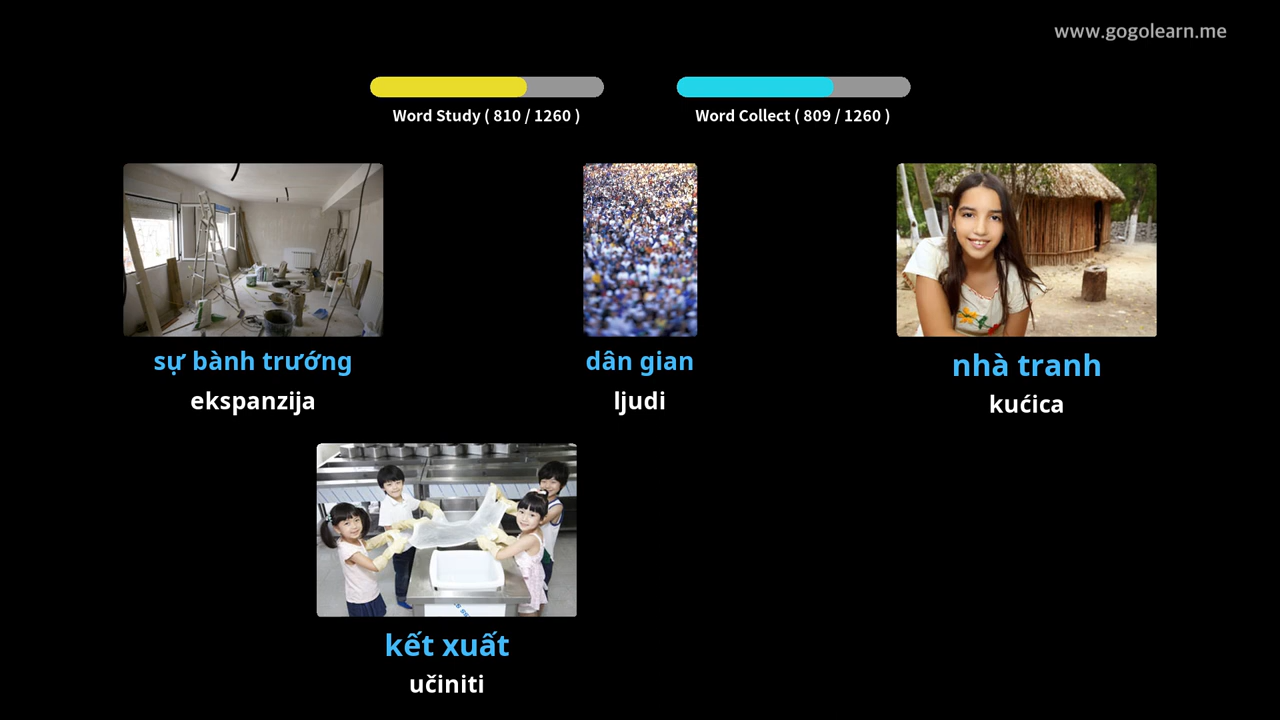 www.gogolearn.me
Word Study ( 810 / 1260 )
Word Collect ( 809 / 1260 )
sự bành trướng
ekspanzija
dân gian
ljudi
nhà tranh
kućica
kết xuất
učiniti